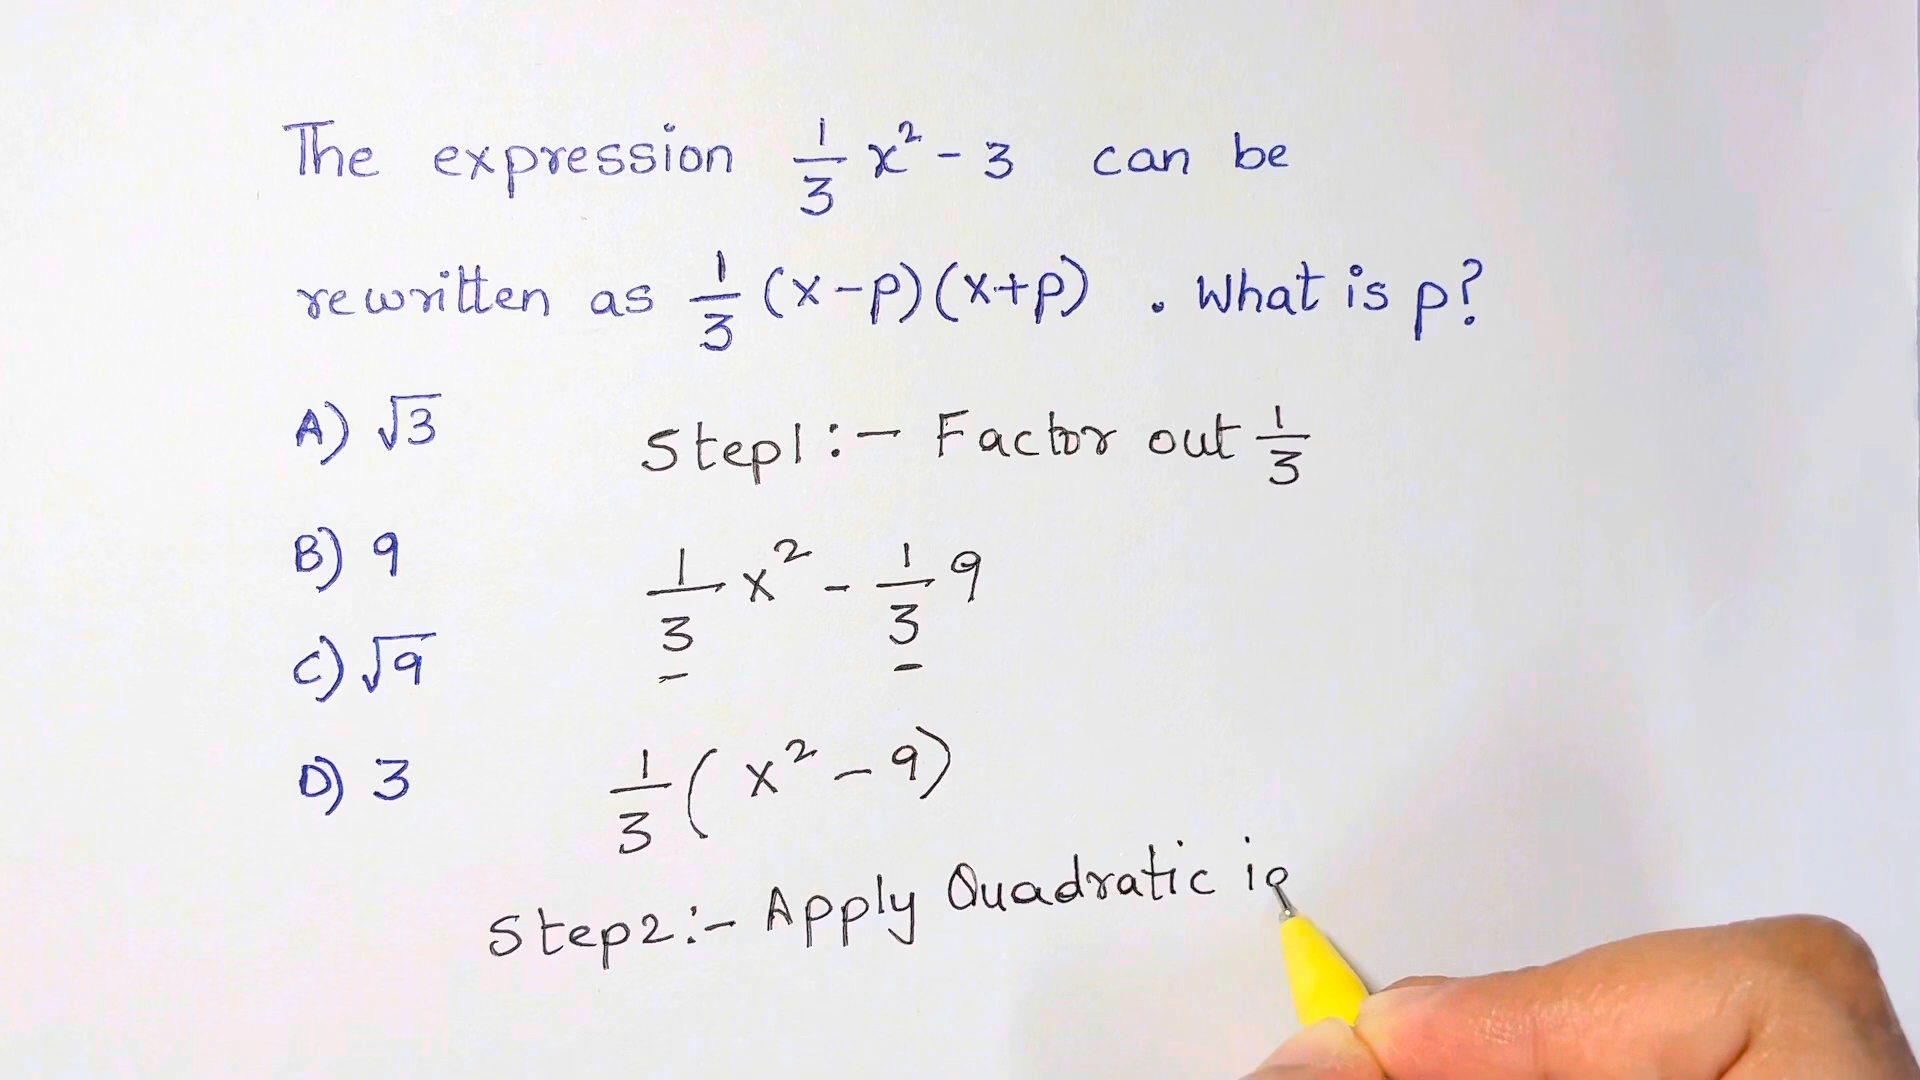 The expression 1/3 x² - 3 can be
rewritten as 1/3 (x-p)(x+p) . What is p?
A) √3
Step1:- Factor out 1/3
B) 9
1/3 x² - 1/3 9
C) √9
D) 3
1/3 ( x² - 9)
Step2:- Apply Quadratic